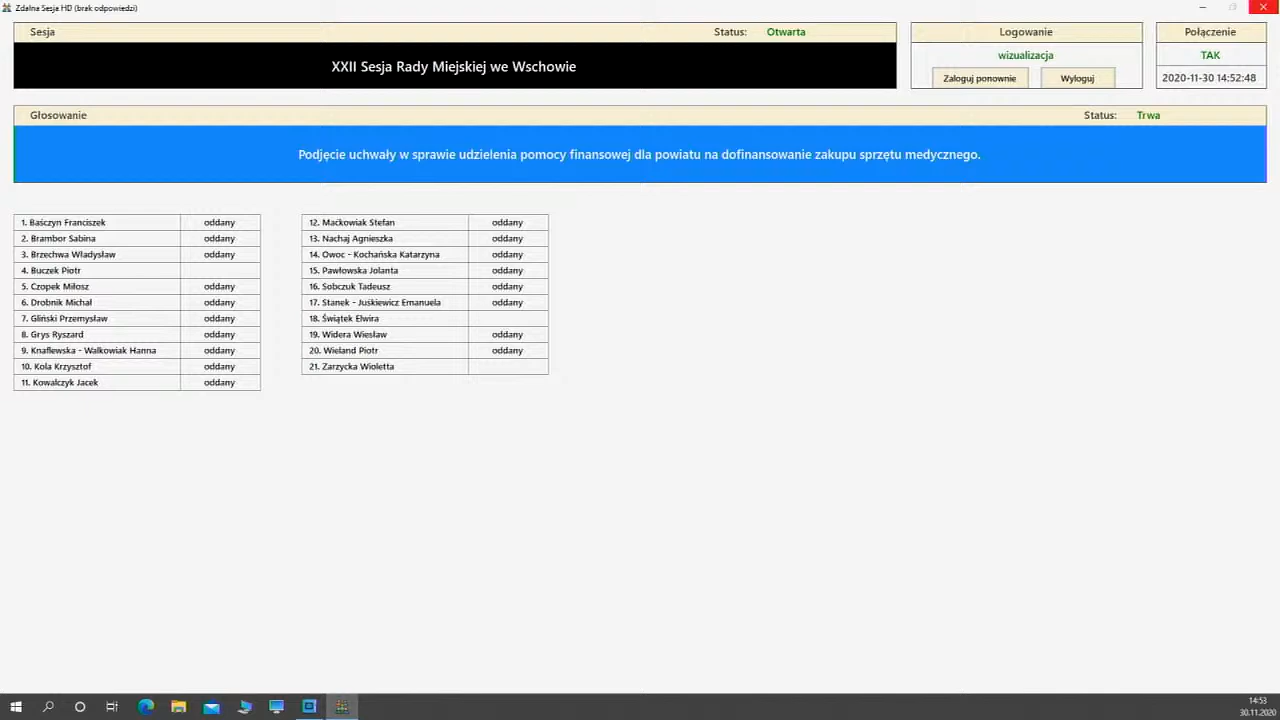 Zdalna Sesja HD (brak odpowiedzi)
Sesja Status: Otwarta
XXII Sesja Rady Miejskiej we Wschowie
Logowanie
wizualizacja
Zaloguj ponownie Wyloguj
Połączenie
TAK
2020-11-30 14:52:48
Głosowanie Status: Trwa
Podjęcie uchwały w sprawie udzielenia pomocy finansowej dla powiatu na dofinansowanie zakupu sprzętu medycznego.
1. Baśczyn Franciszek oddany
2. Brambor Sabina oddany
3. Brzechwa Władysław oddany
4. Buczek Piotr
5. Czopek Miłosz oddany
6. Drobnik Michał oddany
7. Gliński Przemysław oddany
8. Grys Ryszard oddany
9. Knaflewska - Walkowiak Hanna oddany
10. Kola Krzysztof oddany
11. Kowalczyk Jacek oddany
12. Maćkowiak Stefan oddany
13. Nachaj Agnieszka oddany
14. Owoc - Kochańska Katarzyna oddany
15. Pawłowska Jolanta oddany
16. Sobczuk Tadeusz oddany
17. Stanek - Juśkiewicz Emanuela oddany
18. Świątek Elwira
19. Widera Wiesław oddany
20. Wieland Piotr oddany
21. Zarzycka Wioletta
14:53
30.11.2020